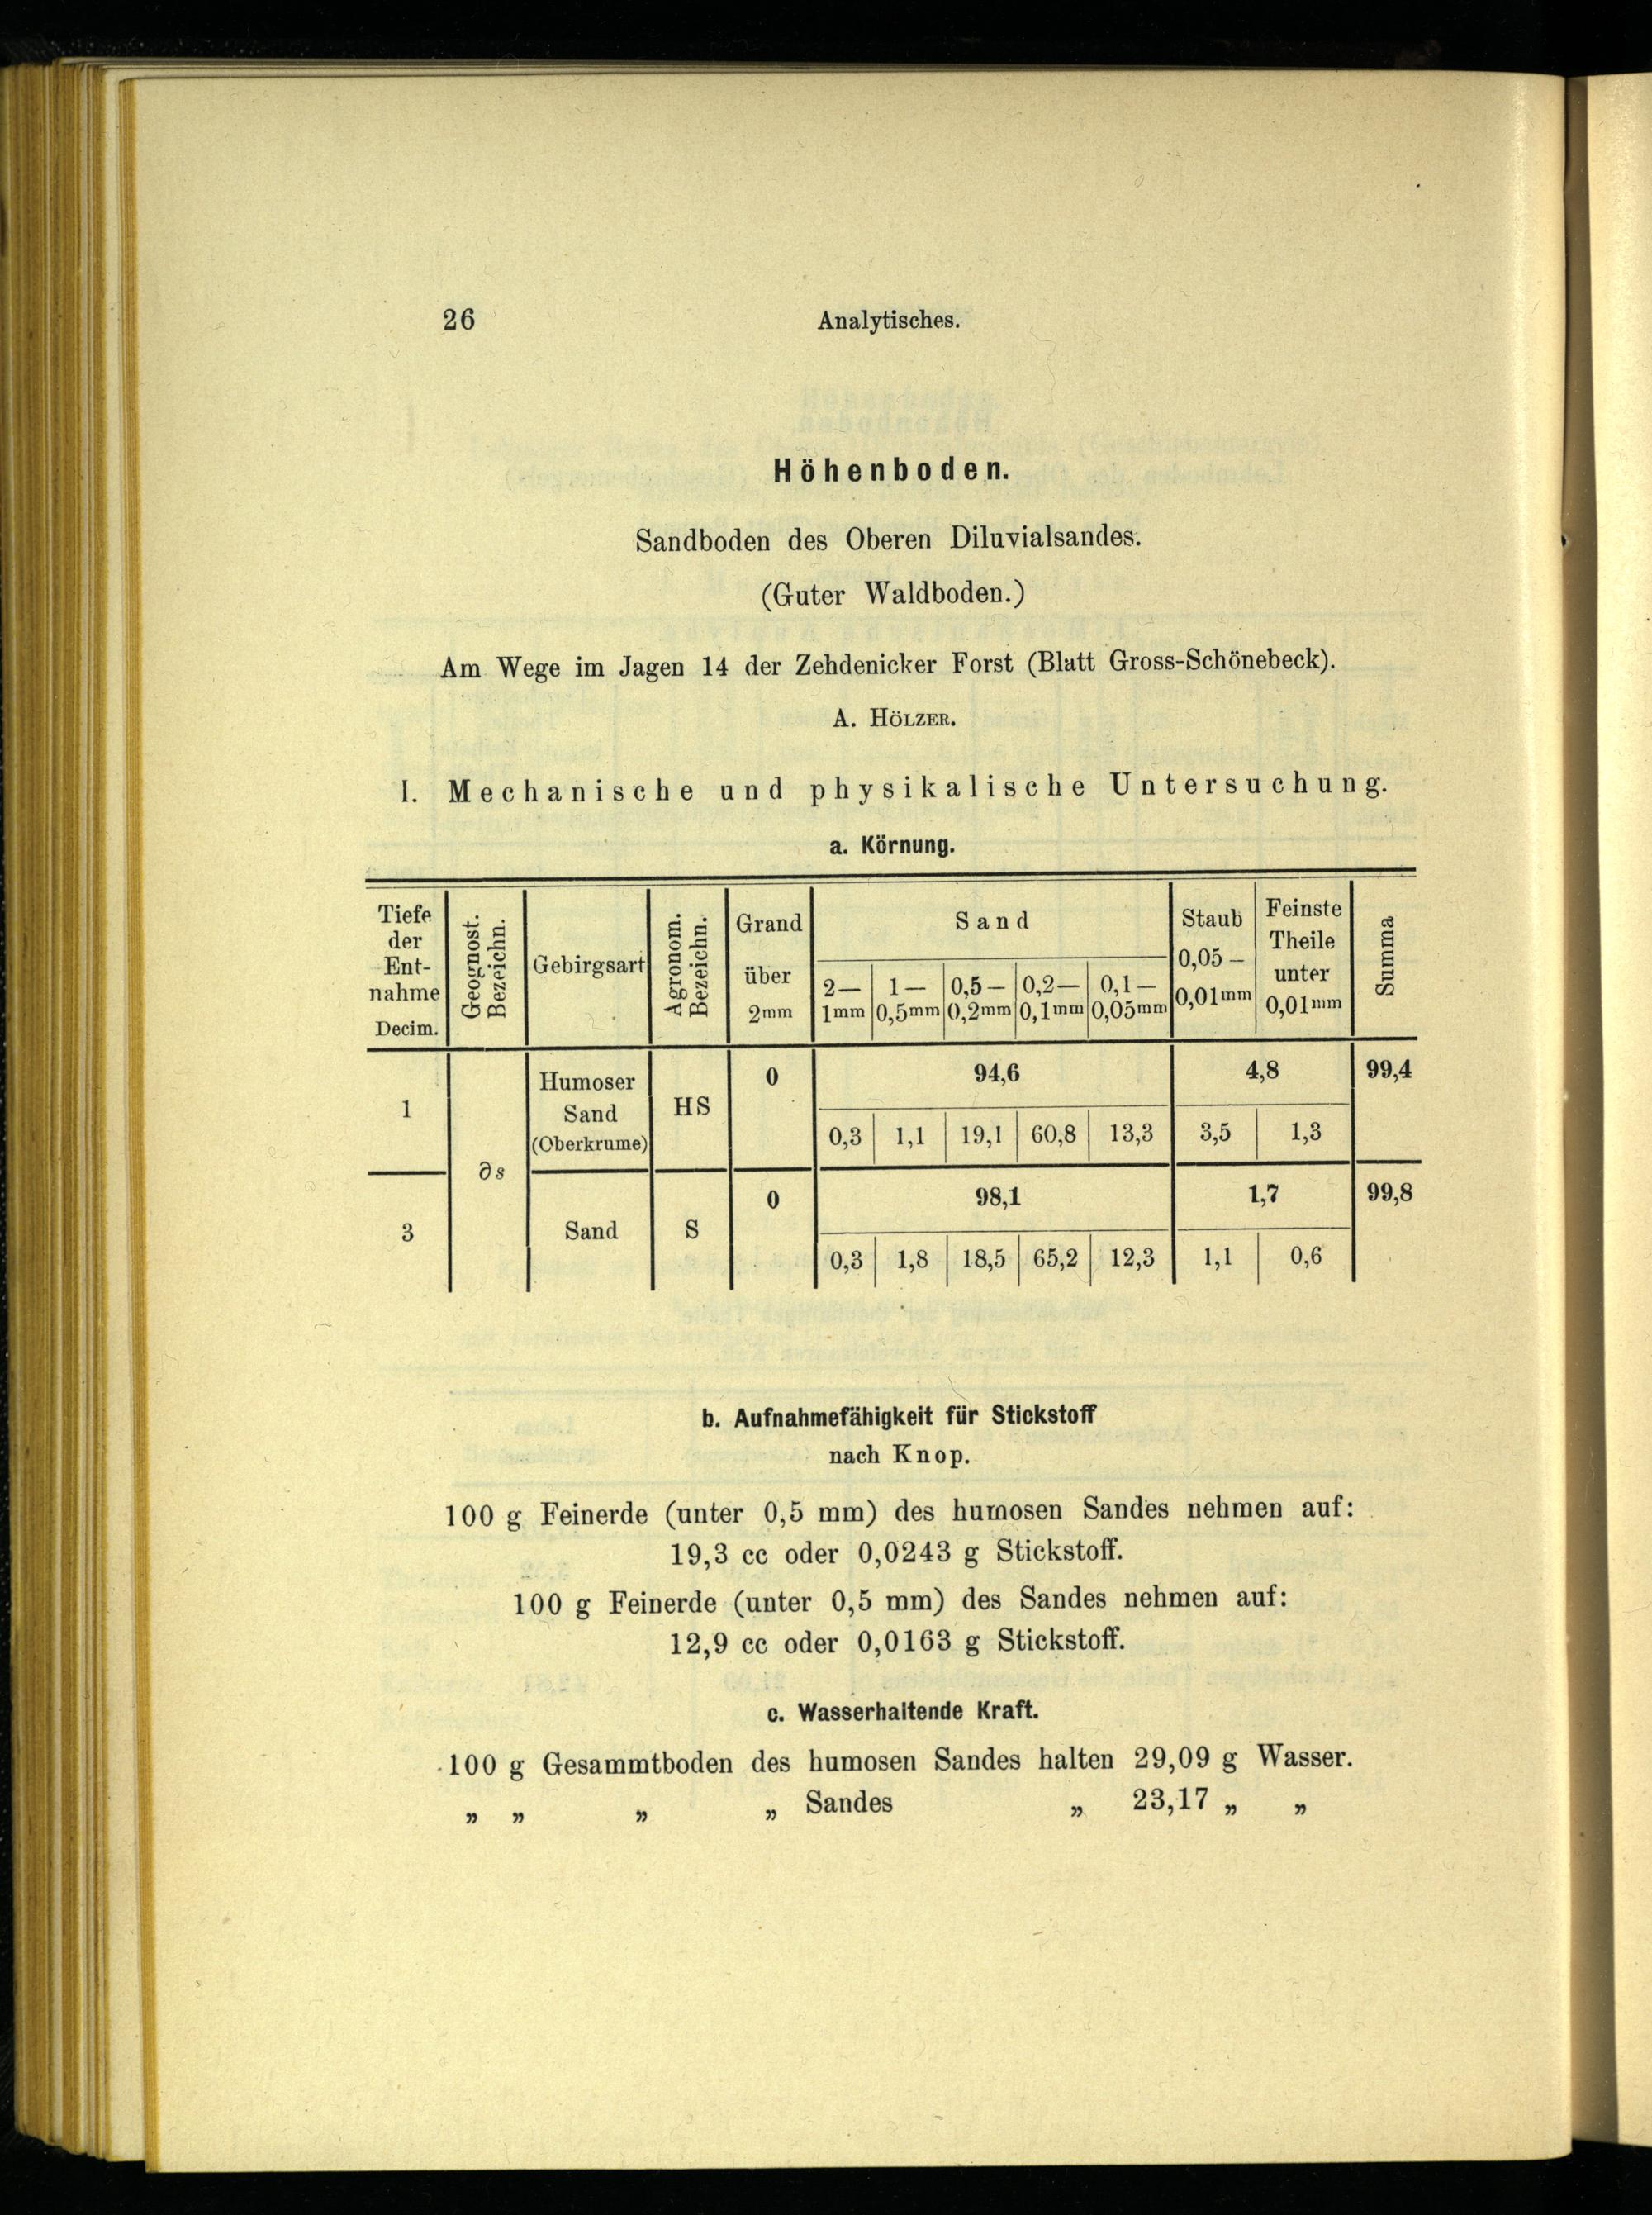 26 Analytisches.
Höhenboden.
Sandboden des Oberen Diluvialsandes.
(Guter Waldboden.)
Am Wege im Jagen 14 der Zehdenicker Forst (Blatt Gross-Schönebeck).
A. HÖLZER.
I. Mechanische und physikalische Untersuchung.
a. Körnung.
Tiefe der Ent- nahme Decim. | Geognost. Bezeichn. | Gebirgsart | Agronom. Bezeichn. | Grand über 2mm | Sand | Staub 0,05 — 0,01mm | Feinste Theile unter 0,01mm | Summa
2— 1mm | 1— 0,5mm | 0,5— 0,2mm | 0,2— 0,1mm | 0,1— 0,05mm
1 | ∂s | Humoser Sand (Oberkrume) | HS | 0 | 94,6 | 4,8 | 99,4
0,3 | 1,1 | 19,1 | 60,8 | 13,3 | 3,5 | 1,3
3 | Sand | S | 0 | 98,1 | 1,7 | 99,8
0,3 | 1,8 | 18,5 | 65,2 | 12,3 | 1,1 | 0,6
b. Aufnahmefähigkeit für Stickstoff
nach Knop.
100 g Feinerde (unter 0,5 mm) des humosen Sandes nehmen auf:
19,3 cc oder 0,0243 g Stickstoff.
100 g Feinerde (unter 0,5 mm) des Sandes nehmen auf:
12,9 cc oder 0,0163 g Stickstoff.
c. Wasserhaltende Kraft.
100 g Gesammtboden des humosen Sandes halten 29,09 g Wasser.
„ „ „ „ Sandes „ 23,17 „ „